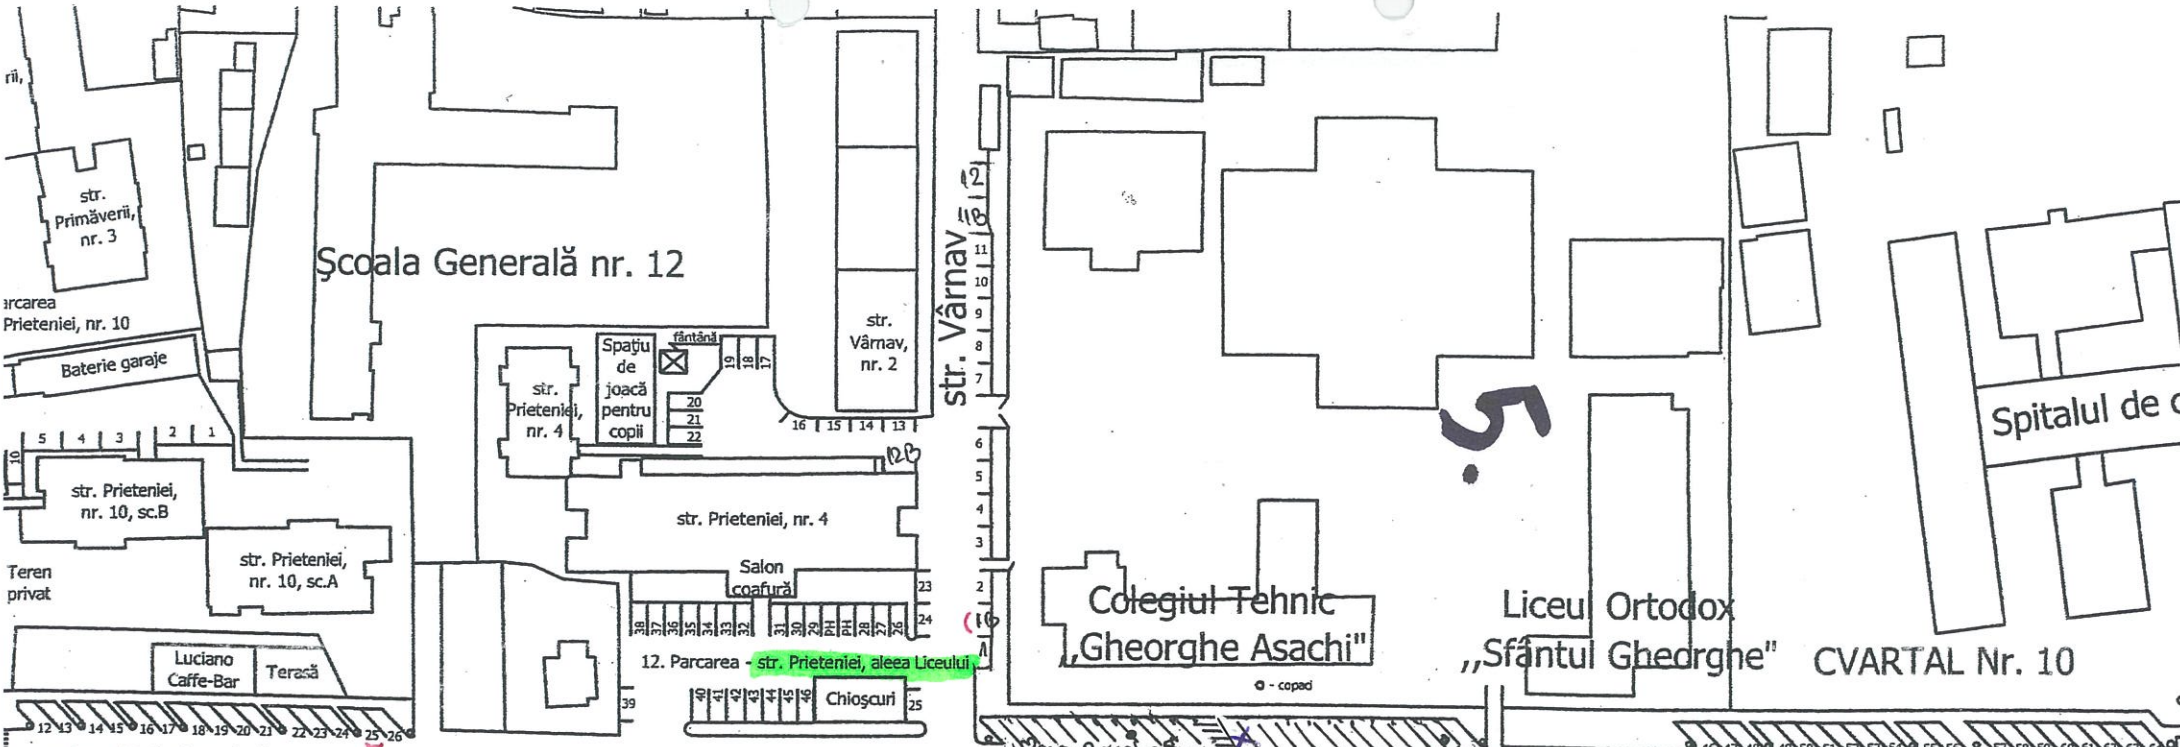 rii,
str.
Primăverii,
nr. 3
Şcoala Generală nr. 12
arcarea
Prieteniei, nr. 10
Baterie garaje
5 4 3 2 1
10
str. Prieteniei,
nr. 10, sc.B
str. Prieteniei,
nr. 10, sc.A
Teren
privat
Luciano
Caffe-Bar
Terasă
12 13 14 15 16 17 18 19 20 21 22 23 24 25 26
str.
Prieteniei,
nr. 4
Spaţiu
de
joacă
pentru
copii
fântână
19 18 17
20
21
22
16 15 14 13
12B
str.
Vârnav,
nr. 2
str. Vârnav
12
11B
11
10
9
8
7
6
5
4
3
2
1B
1
str. Prieteniei, nr. 4
Salon
coafură
23
24
38 37 36 35 34 33 32 31 30 29 PH PH 28 27 26
12. Parcarea - str. Prieteniei, aleea Liceului
39
40 41 42 43 44 45 46
Chioşcuri
25
5.
Colegiul Tehnic
„Gheorghe Asachi"
- copaci
Liceul Ortodox
„Sfântul Gheorghe"
CVARTAL Nr. 10
Spitalul de c